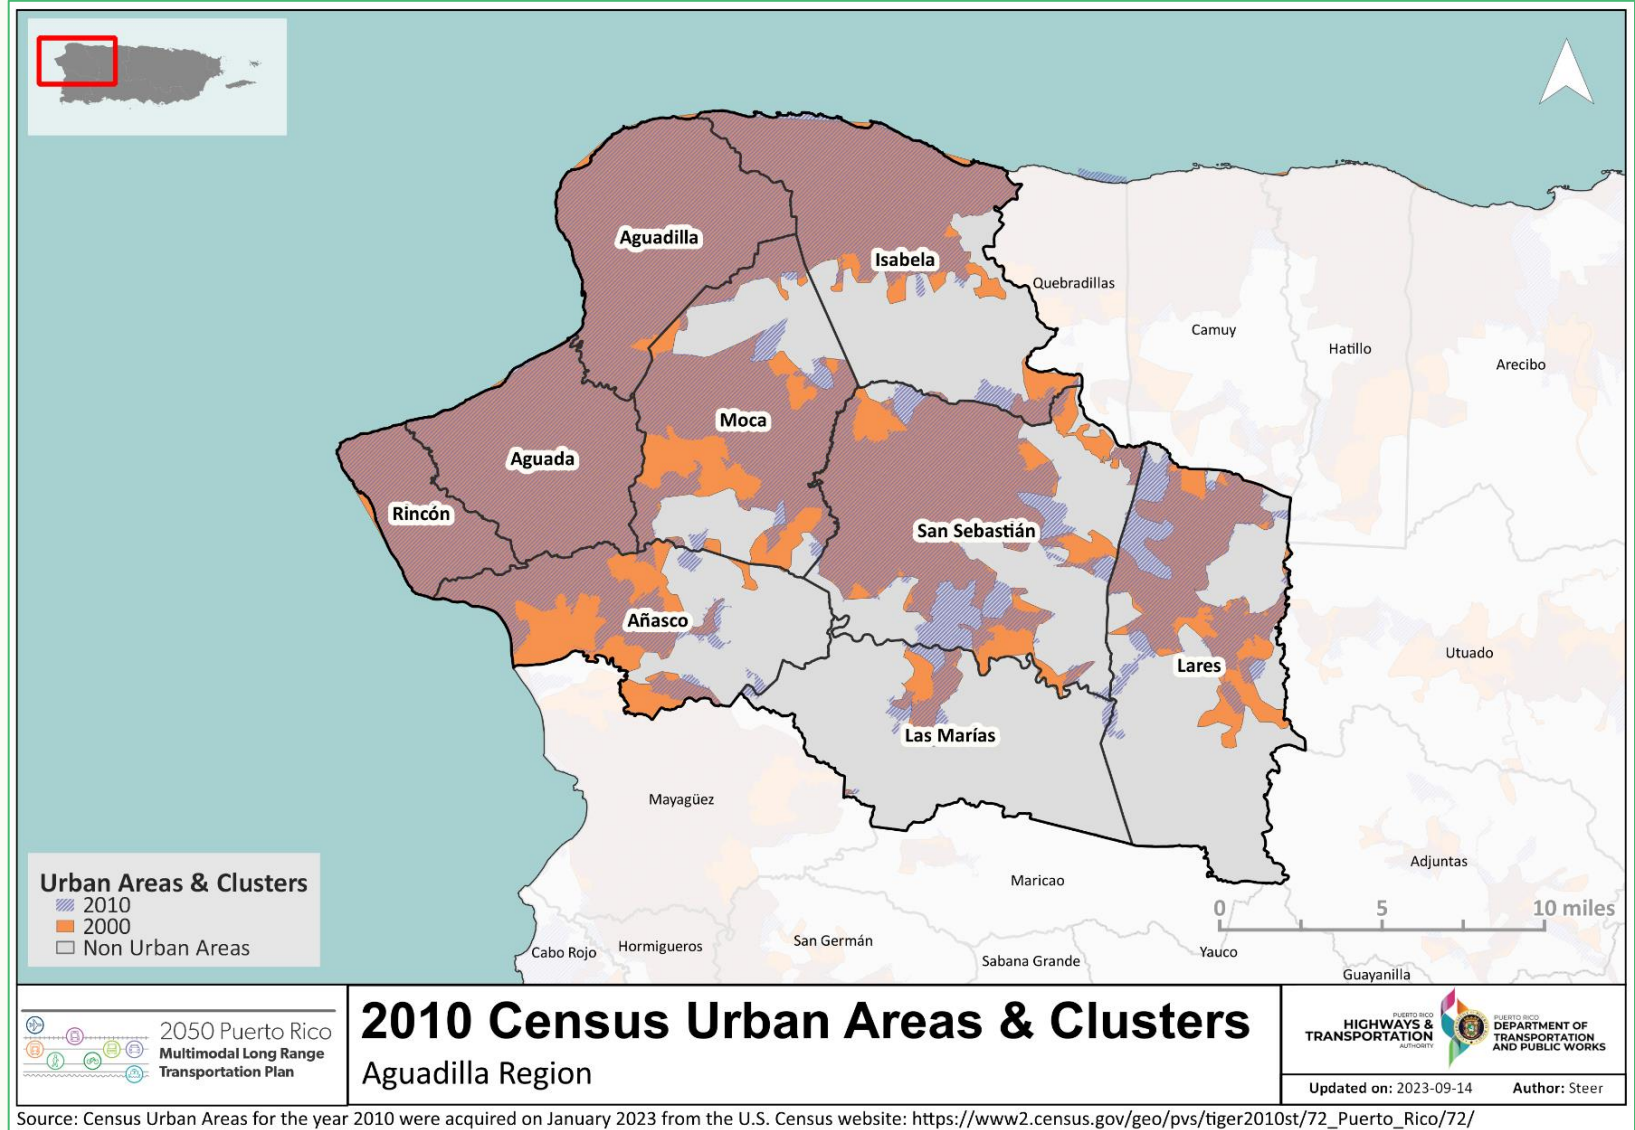 Aguadilla
Isabela
Quebradillas
Camuy
Hatillo
Arecibo
Moca
Aguada
Rincón
San Sebastián
Añasco
Lares
Utuado
Las Marías
Mayagüez
Adjuntas
Maricao
Urban Areas & Clusters
2010
2000
Non Urban Areas
0 5 10 miles
Cabo Rojo
Hormigueros
San Germán
Sabana Grande
Yauco
Guayanilla
2050 Puerto Rico
Multimodal Long Range
Transportation Plan
2010 Census Urban Areas & Clusters
Aguadilla Region
PUERTO RICO
HIGHWAYS &
TRANSPORTATION
AUTHORITY
PUERTO RICO
DEPARTMENT OF
TRANSPORTATION
AND PUBLIC WORKS
Updated on: 2023-09-14 Author: Steer
Source: Census Urban Areas for the year 2010 were acquired on January 2023 from the U.S. Census website: https://www2.census.gov/geo/pvs/tiger2010st/72_Puerto_Rico/72/